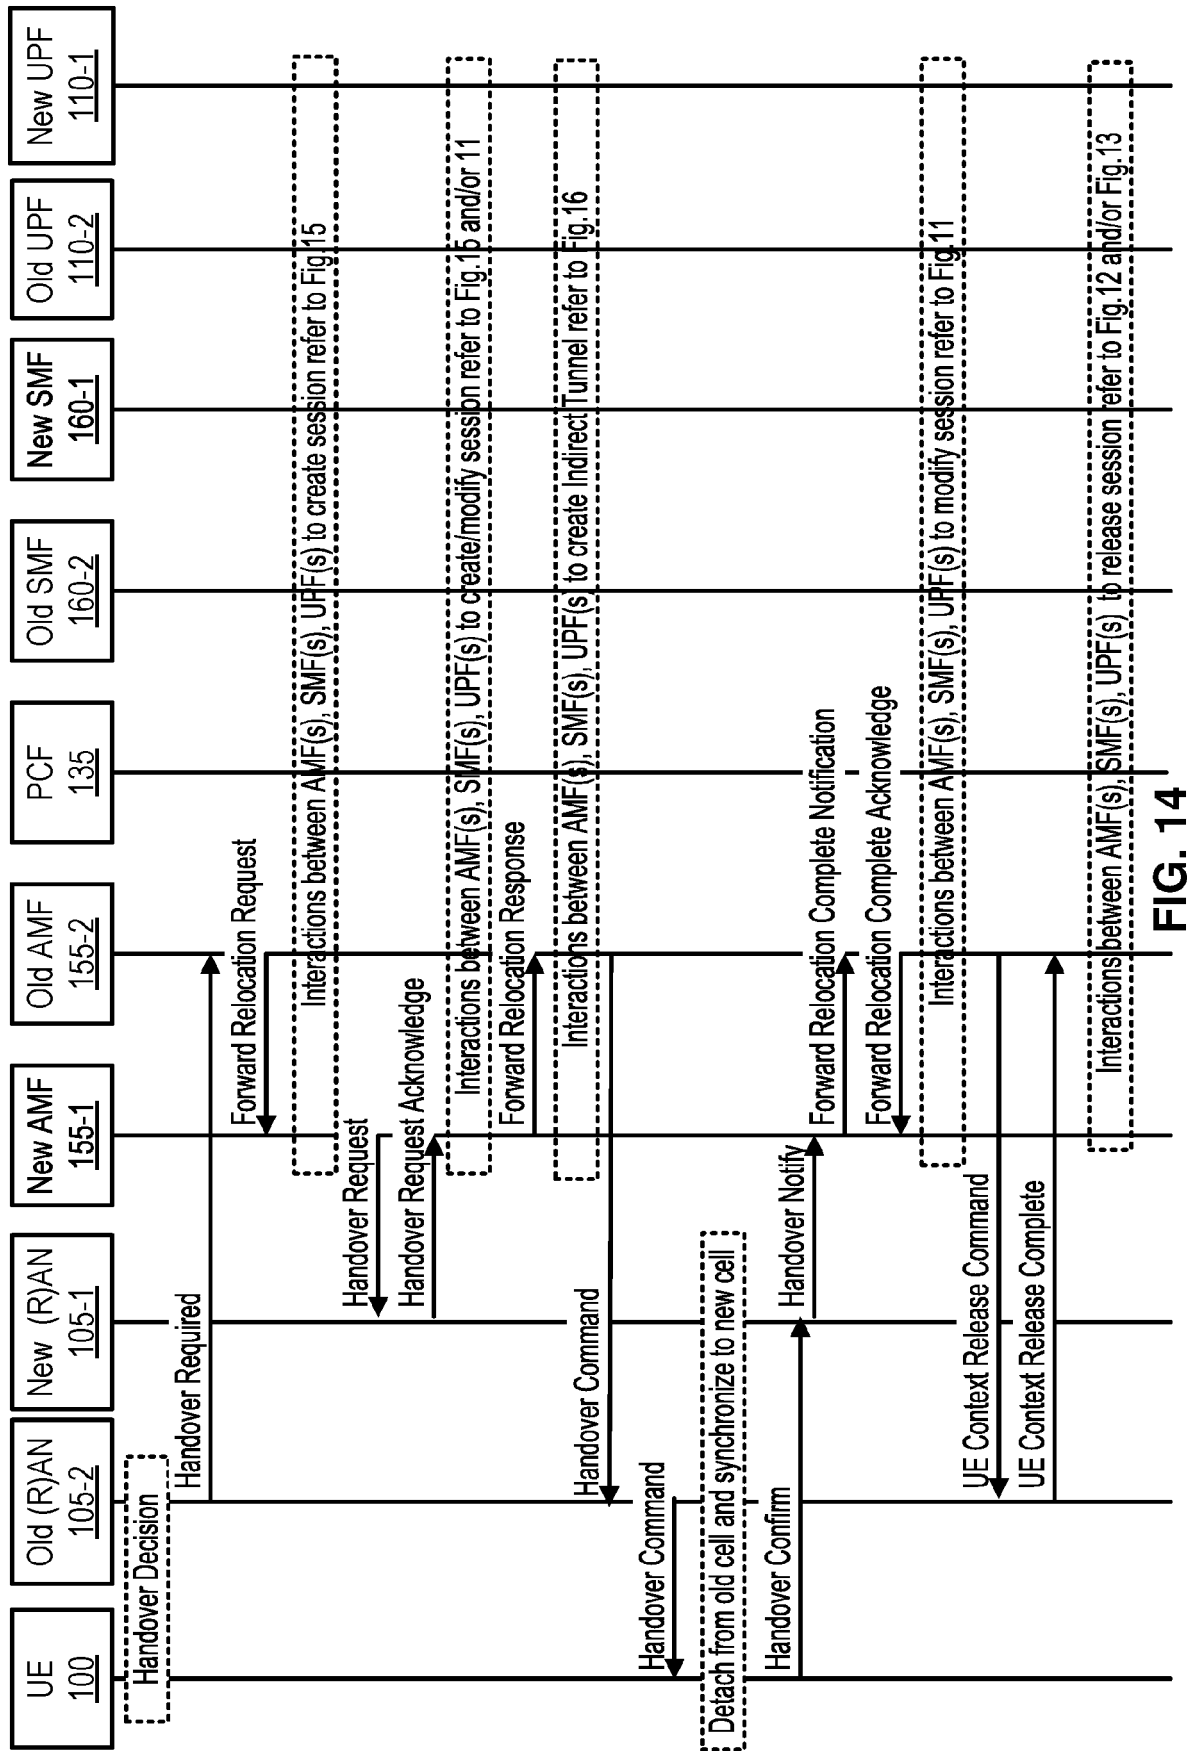 UE
100
Old (R)AN
105-2
New (R)AN
105-1
New AMF
155-1
Old AMF
155-2
PCF
135
Old SMF
160-2
New SMF
160-1
Old UPF
110-2
New UPF
110-1
Handover Decision
Handover Required
Forward Relocation Request
Interactions between AMF(s), SMF(s), UPF(s) to create session refer to Fig.15
Handover Request
Handover Request Acknowledge
Interactions between AMF(s), SMF(s), UPF(s) to create/modify session refer to Fig.15 and/or 11
Forward Relocation Response
Interactions between AMF(s), SMF(s), UPF(s) to create Indirect Tunnel refer to Fig.16
Handover Command
Handover Command
Detach from old cell and synchronize to new cell
Handover Confirm
Handover Notify
Forward Relocation Complete Notification
Forward Relocation Complete Acknowledge
Interactions between AMF(s), SMF(s), UPF(s) to modify session refer to Fig.11
UE Context Release Command
UE Context Release Complete
Interactions between AMF(s), SMF(s), UPF(s) to release session refer to Fig.12 and/or Fig.13
FIG. 14